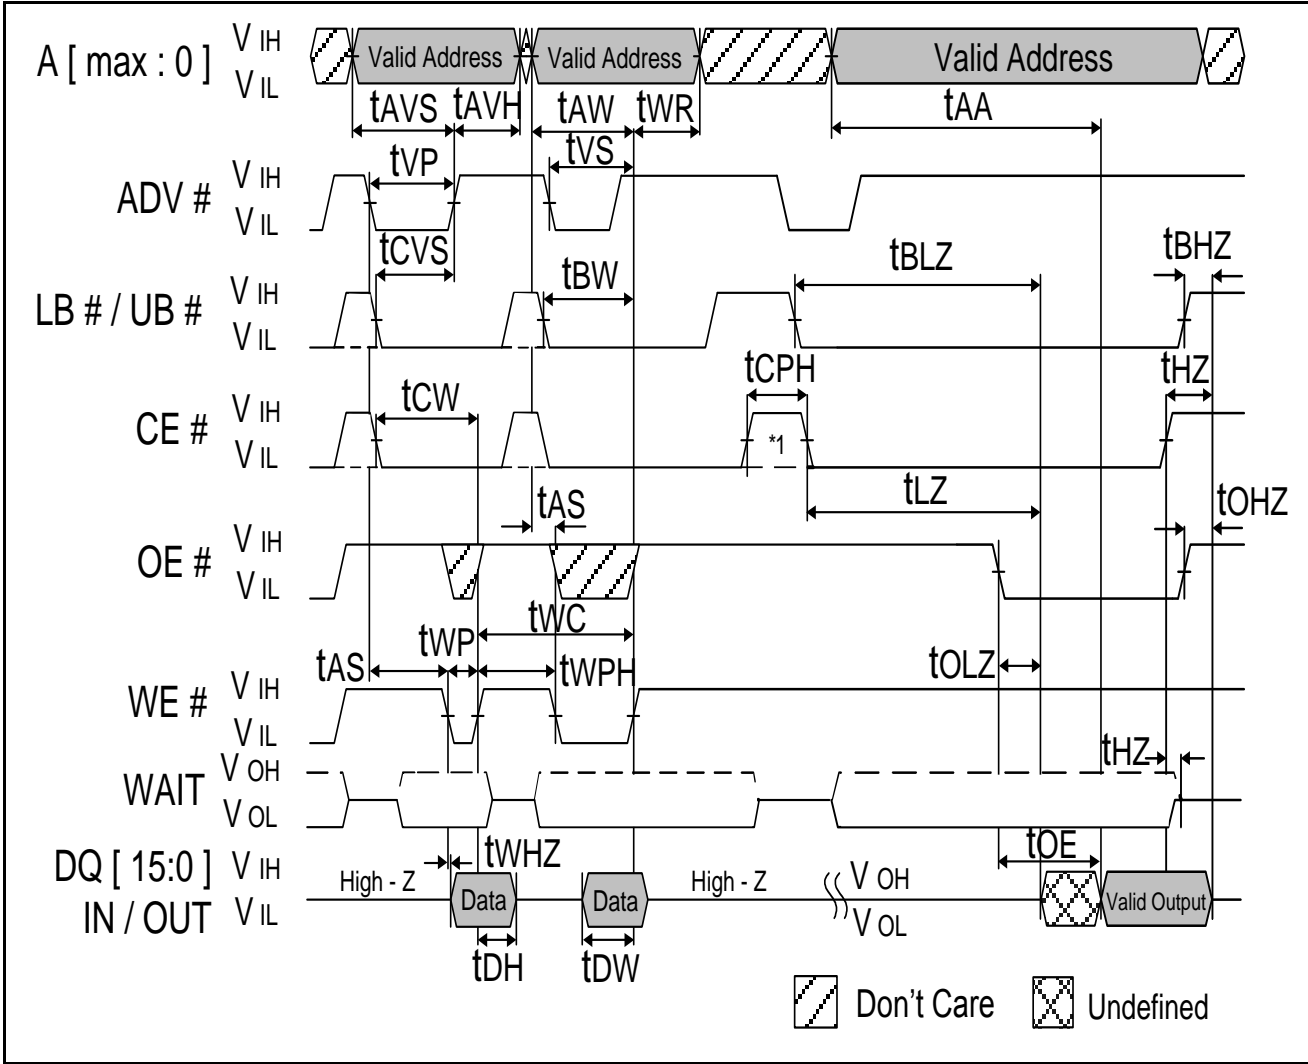 A [ max : 0 ] V IH Valid Address Valid Address Valid Address
V IL
tAVS tAVH tAW tWR tAA
tVP tVS
ADV # V IH
V IL
tCVS tBW tBLZ tBHZ
LB # / UB # V IH
V IL
tCW tCPH tHZ
CE # V IH
V IL *1
tAS tLZ tOHZ
OE # V IH
V IL
tWC
tAS tWP tWPH tOLZ
WE # V IH
V IL
tHZ
WAIT V OH
V OL
tWHZ tOE
DQ [ 15:0 ] V IH High - Z High - Z V OH
IN / OUT V IL Data Data V OL Valid Output
tDH tDW
Don't Care Undefined